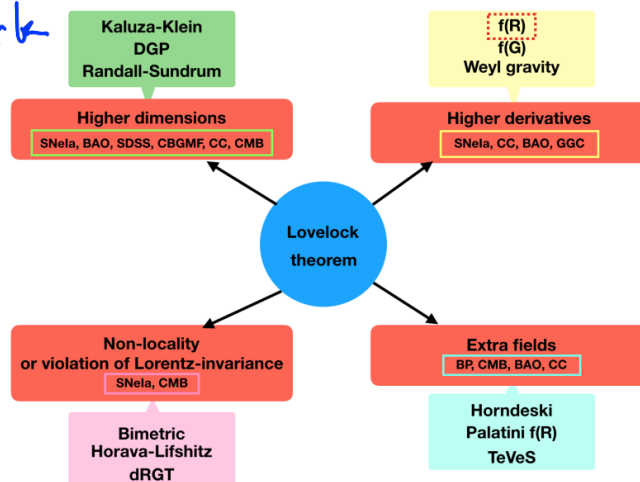 Kaluza-Klein
DGP
Randall-Sundrum
Higher dimensions
SNeIa, BAO, SDSS, CBGMF, CC, CMB
f(R)
f(G)
Weyl gravity
Higher derivatives
SNeIa, CC, BAO, GGC
Lovelock
theorem
Non-locality
or violation of Lorentz-invariance
SNeIa, CMB
Bimetric
Horava-Lifshitz
dRGT
Extra fields
BP, CMB, BAO, CC
Horndeski
Palatini f(R)
TeVeS